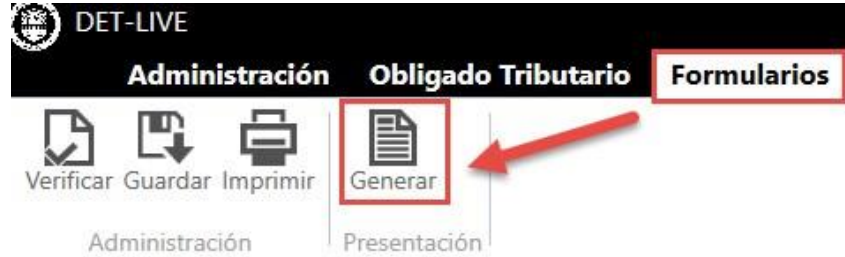 DET-LIVE
Administración Obligado Tributario Formularios
Verificar Guardar Imprimir Generar
Administración Presentación